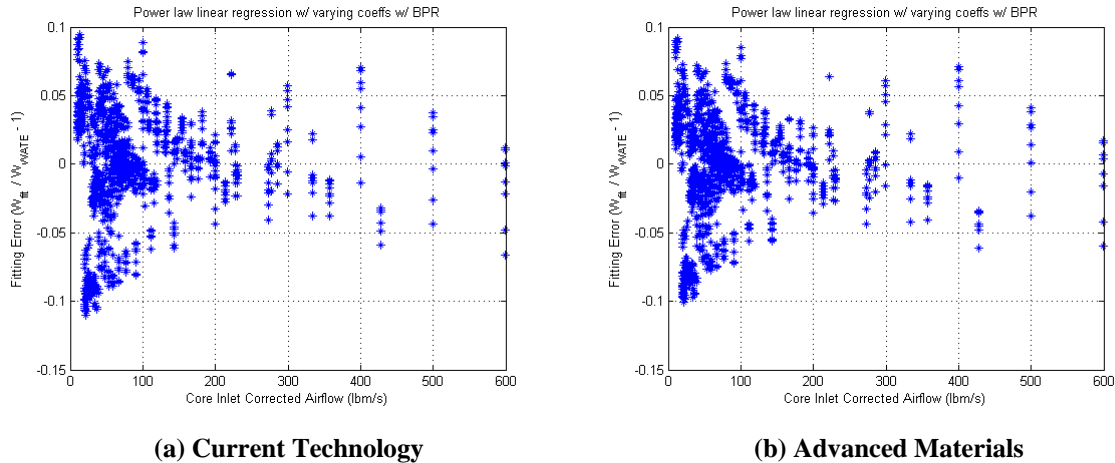 Power law linear regression w/ varying coeffs w/ BPR
0.1
0.05
0
-0.05
-0.1
-0.15
0 100 200 300 400 500 600
Fitting Error (W_fit / W_WATE - 1)
Core Inlet Corrected Airflow (lbm/s)
(a) Current Technology
Power law linear regression w/ varying coeffs w/ BPR
0.1
0.05
0
-0.05
-0.1
-0.15
0 100 200 300 400 500 600
Fitting Error (W_fit / W_WATE - 1)
Core Inlet Corrected Airflow (lbm/s)
(b) Advanced Materials